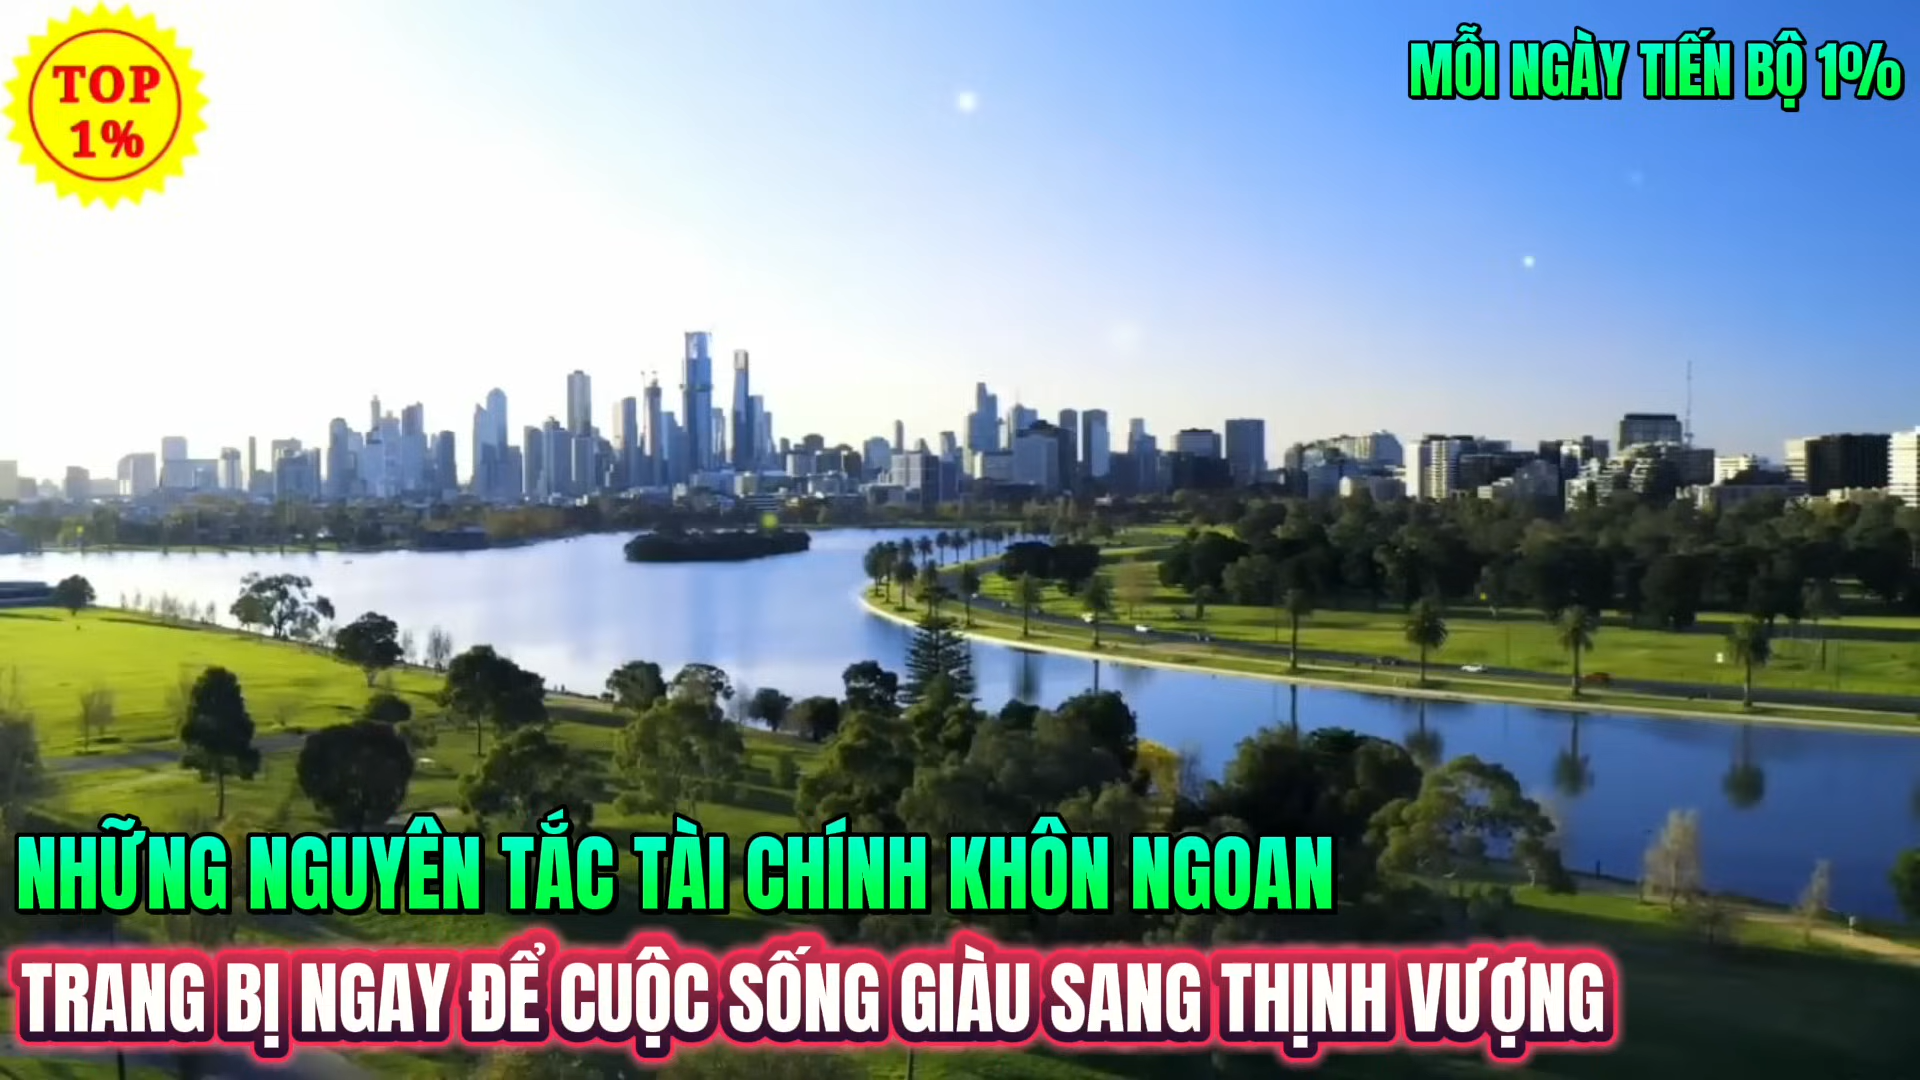 TOP
1%
MỖI NGÀY TIẾN BỘ 1%
NHỮNG NGUYÊN TẮC TÀI CHÍNH KHÔN NGOAN
TRANG BỊ NGAY ĐỂ CUỘC SỐNG GIÀU SANG THỊNH VƯỢNG